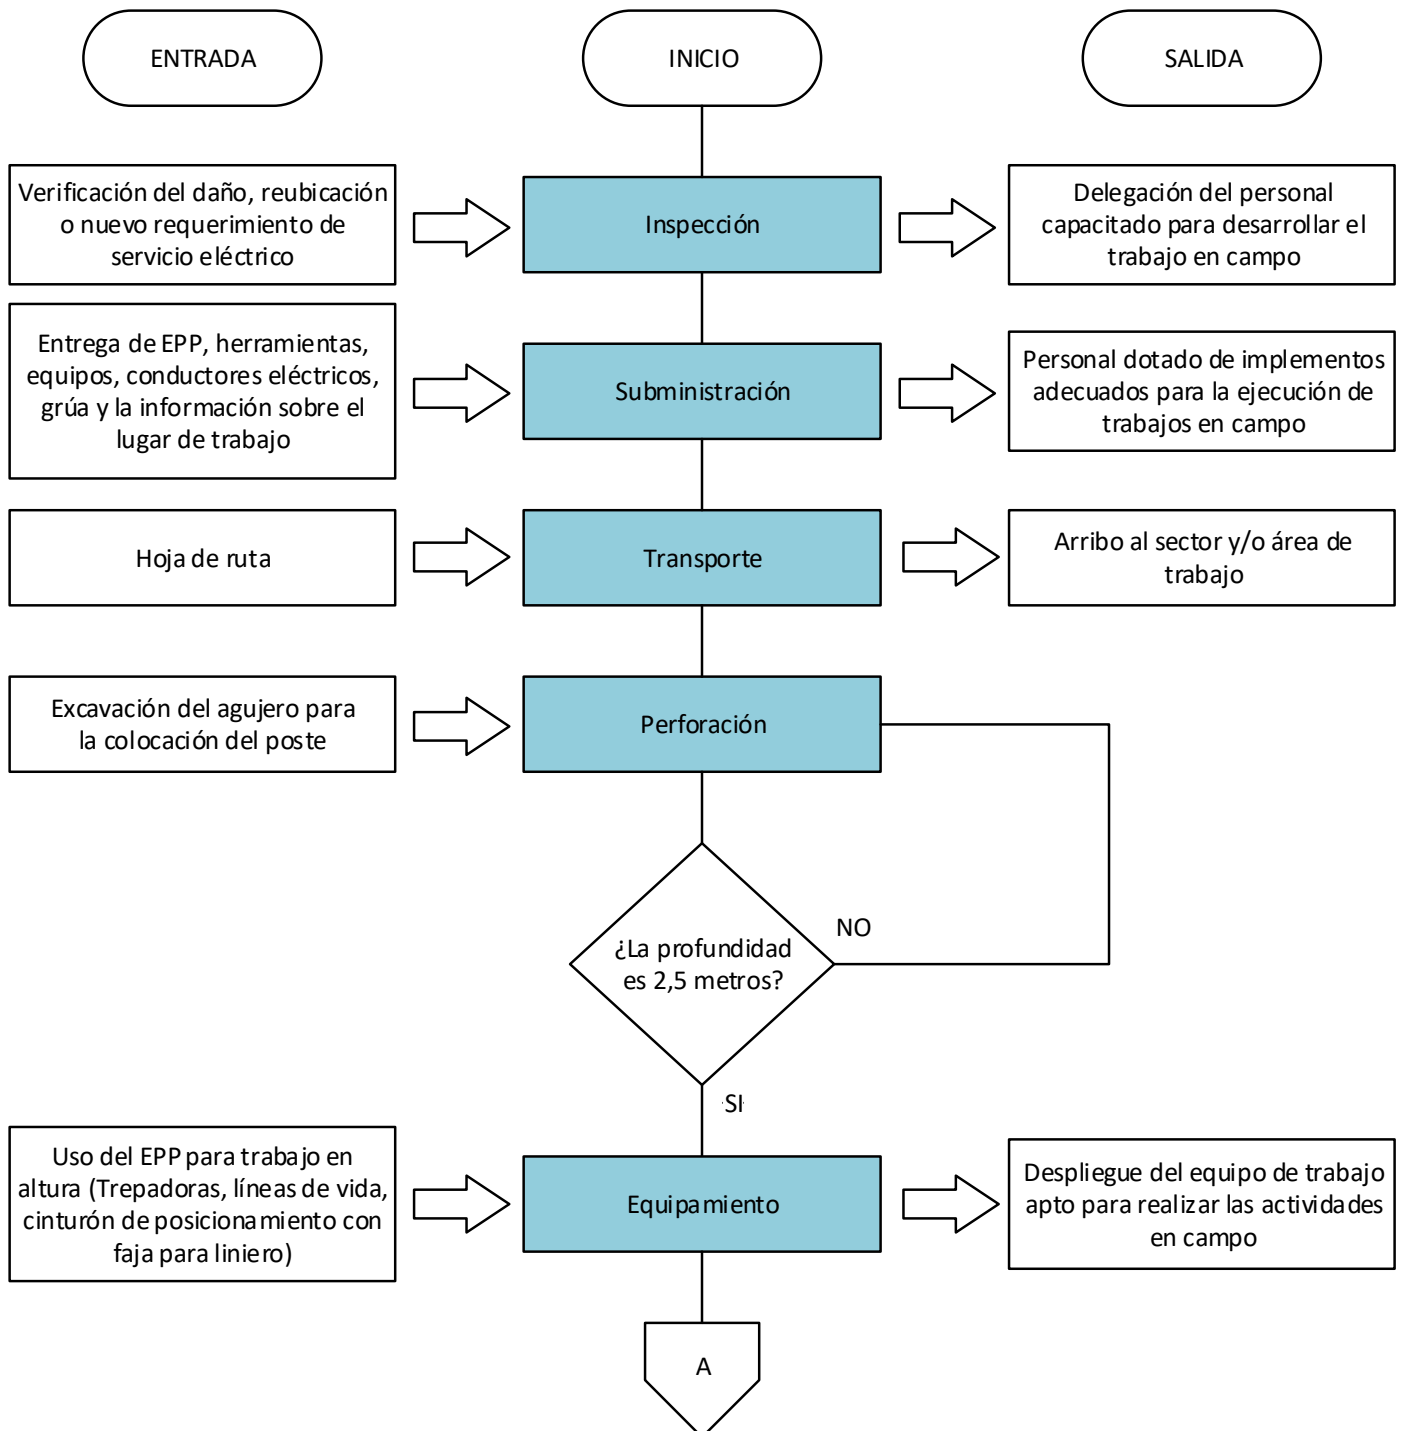 ENTRADA
INICIO
SALIDA
Verificación del daño, reubicación
o nuevo requerimiento de
servicio eléctrico
Inspección
Delegación del personal
capacitado para desarrollar el
trabajo en campo
Entrega de EPP, herramientas,
equipos, conductores eléctricos,
grúa y la información sobre el
lugar de trabajo
Subministración
Personal dotado de implementos
adecuados para la ejecución de
trabajos en campo
Hoja de ruta
Transporte
Arribo al sector y/o área de
trabajo
Excavación del agujero para
la colocación del poste
Perforación
¿La profundidad
es 2,5 metros?
NO
SI
Uso del EPP para trabajo en
altura (Trepadoras, líneas de vida,
cinturón de posicionamiento con
faja para liniero)
Equipamiento
Despliegue del equipo de trabajo
apto para realizar las actividades
en campo
A